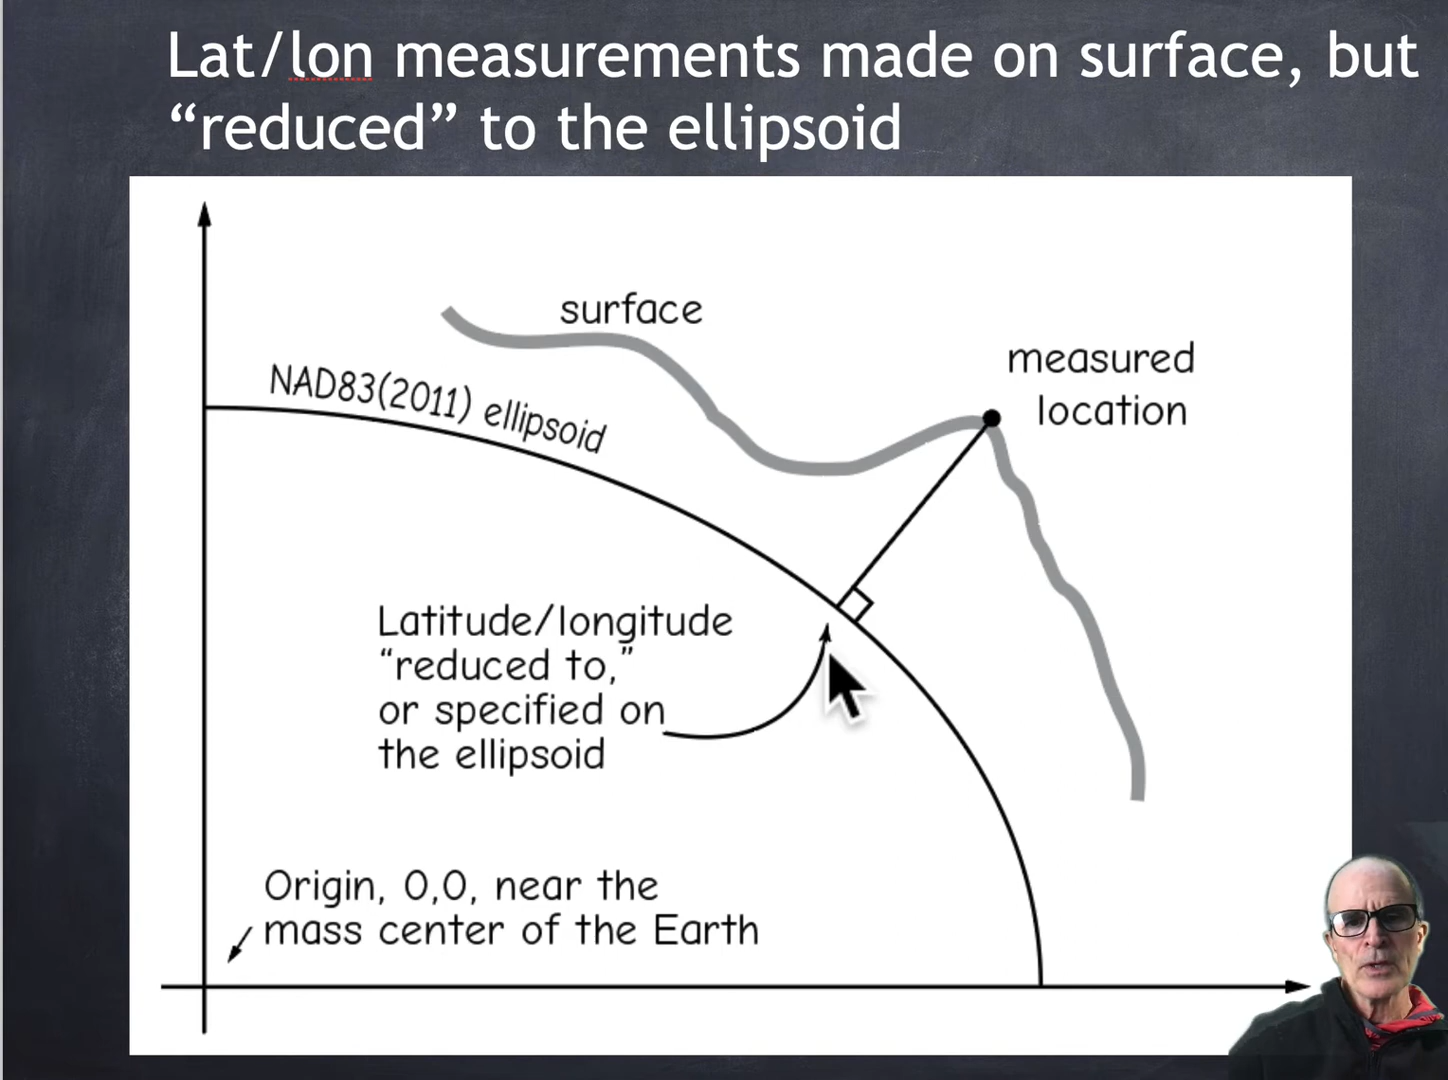 Lat/lon measurements made on surface, but
“reduced” to the ellipsoid
surface
measured
location
NAD83(2011) ellipsoid
Latitude/longitude
“reduced to,”
or specified on
the ellipsoid
Origin, 0,0, near the
mass center of the Earth